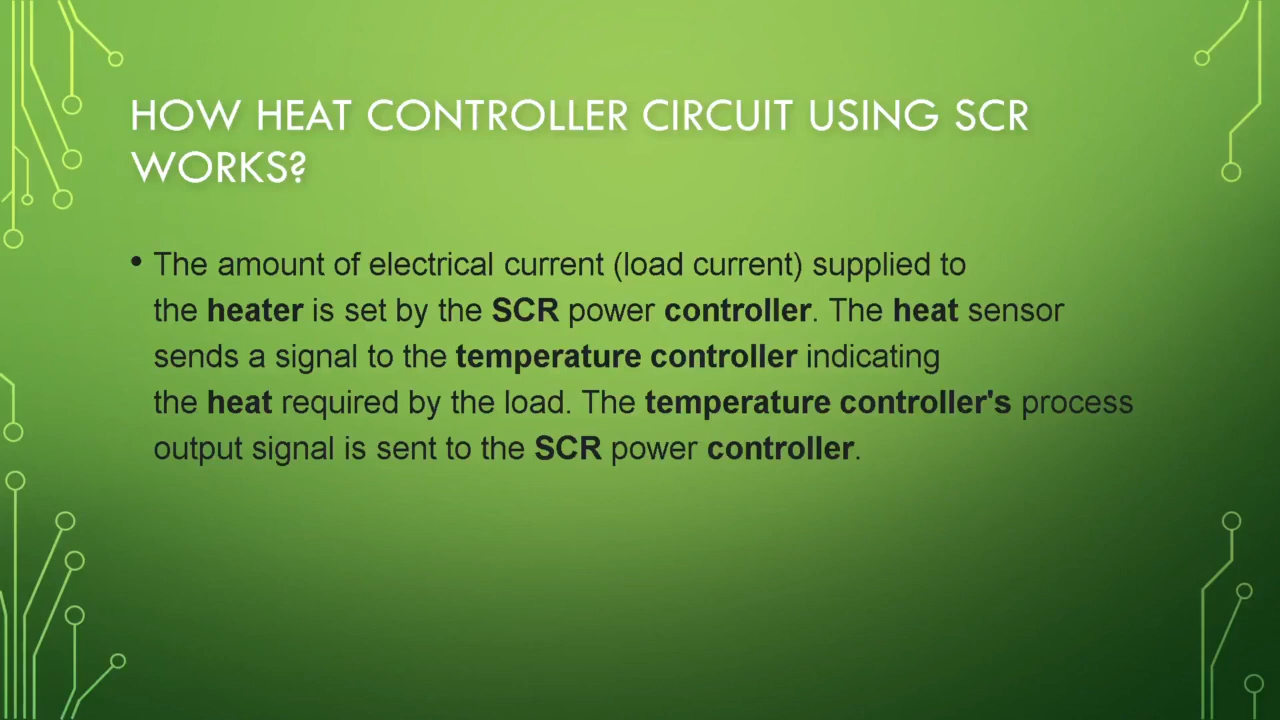 HOW HEAT CONTROLLER CIRCUIT USING SCR
WORKS?
• The amount of electrical current (load current) supplied to
the heater is set by the SCR power controller. The heat sensor
sends a signal to the temperature controller indicating
the heat required by the load. The temperature controller's process
output signal is sent to the SCR power controller.